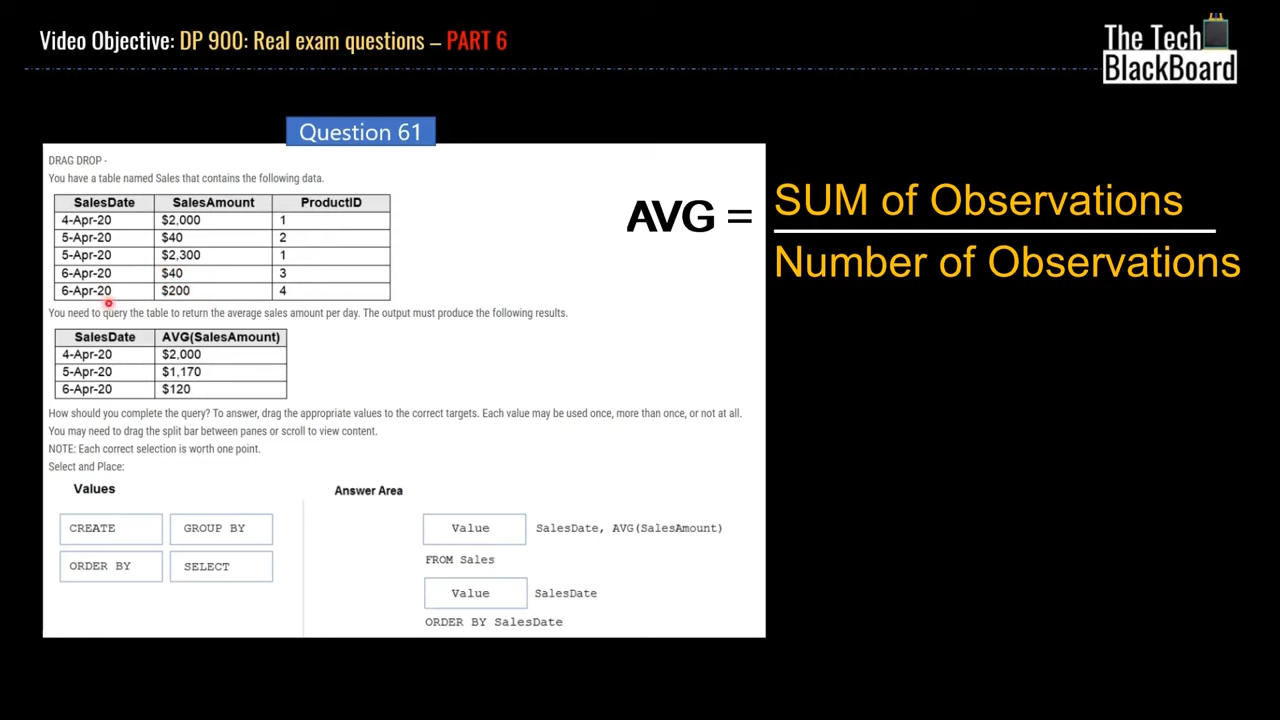 Video Objective: DP 900: Real exam questions – PART 6
The Tech
BlackBoard
Question 61
DRAG DROP -
You have a table named Sales that contains the following data.
SalesDate SalesAmount ProductID
4-Apr-20 $2,000 1
5-Apr-20 $40 2
5-Apr-20 $2,300 1
6-Apr-20 $40 3
6-Apr-20 $200 4
AVG = SUM of Observations
Number of Observations
You need to query the table to return the average sales amount per day. The output must produce the following results.
SalesDate AVG(SalesAmount)
4-Apr-20 $2,000
5-Apr-20 $1,170
6-Apr-20 $120
How should you complete the query? To answer, drag the appropriate values to the correct targets. Each value may be used once, more than once, or not at all.
You may need to drag the split bar between panes or scroll to view content.
NOTE: Each correct selection is worth one point.
Select and Place:
Values
CREATE GROUP BY
ORDER BY SELECT
Answer Area
Value SalesDate, AVG(SalesAmount)
FROM Sales
Value SalesDate
ORDER BY SalesDate